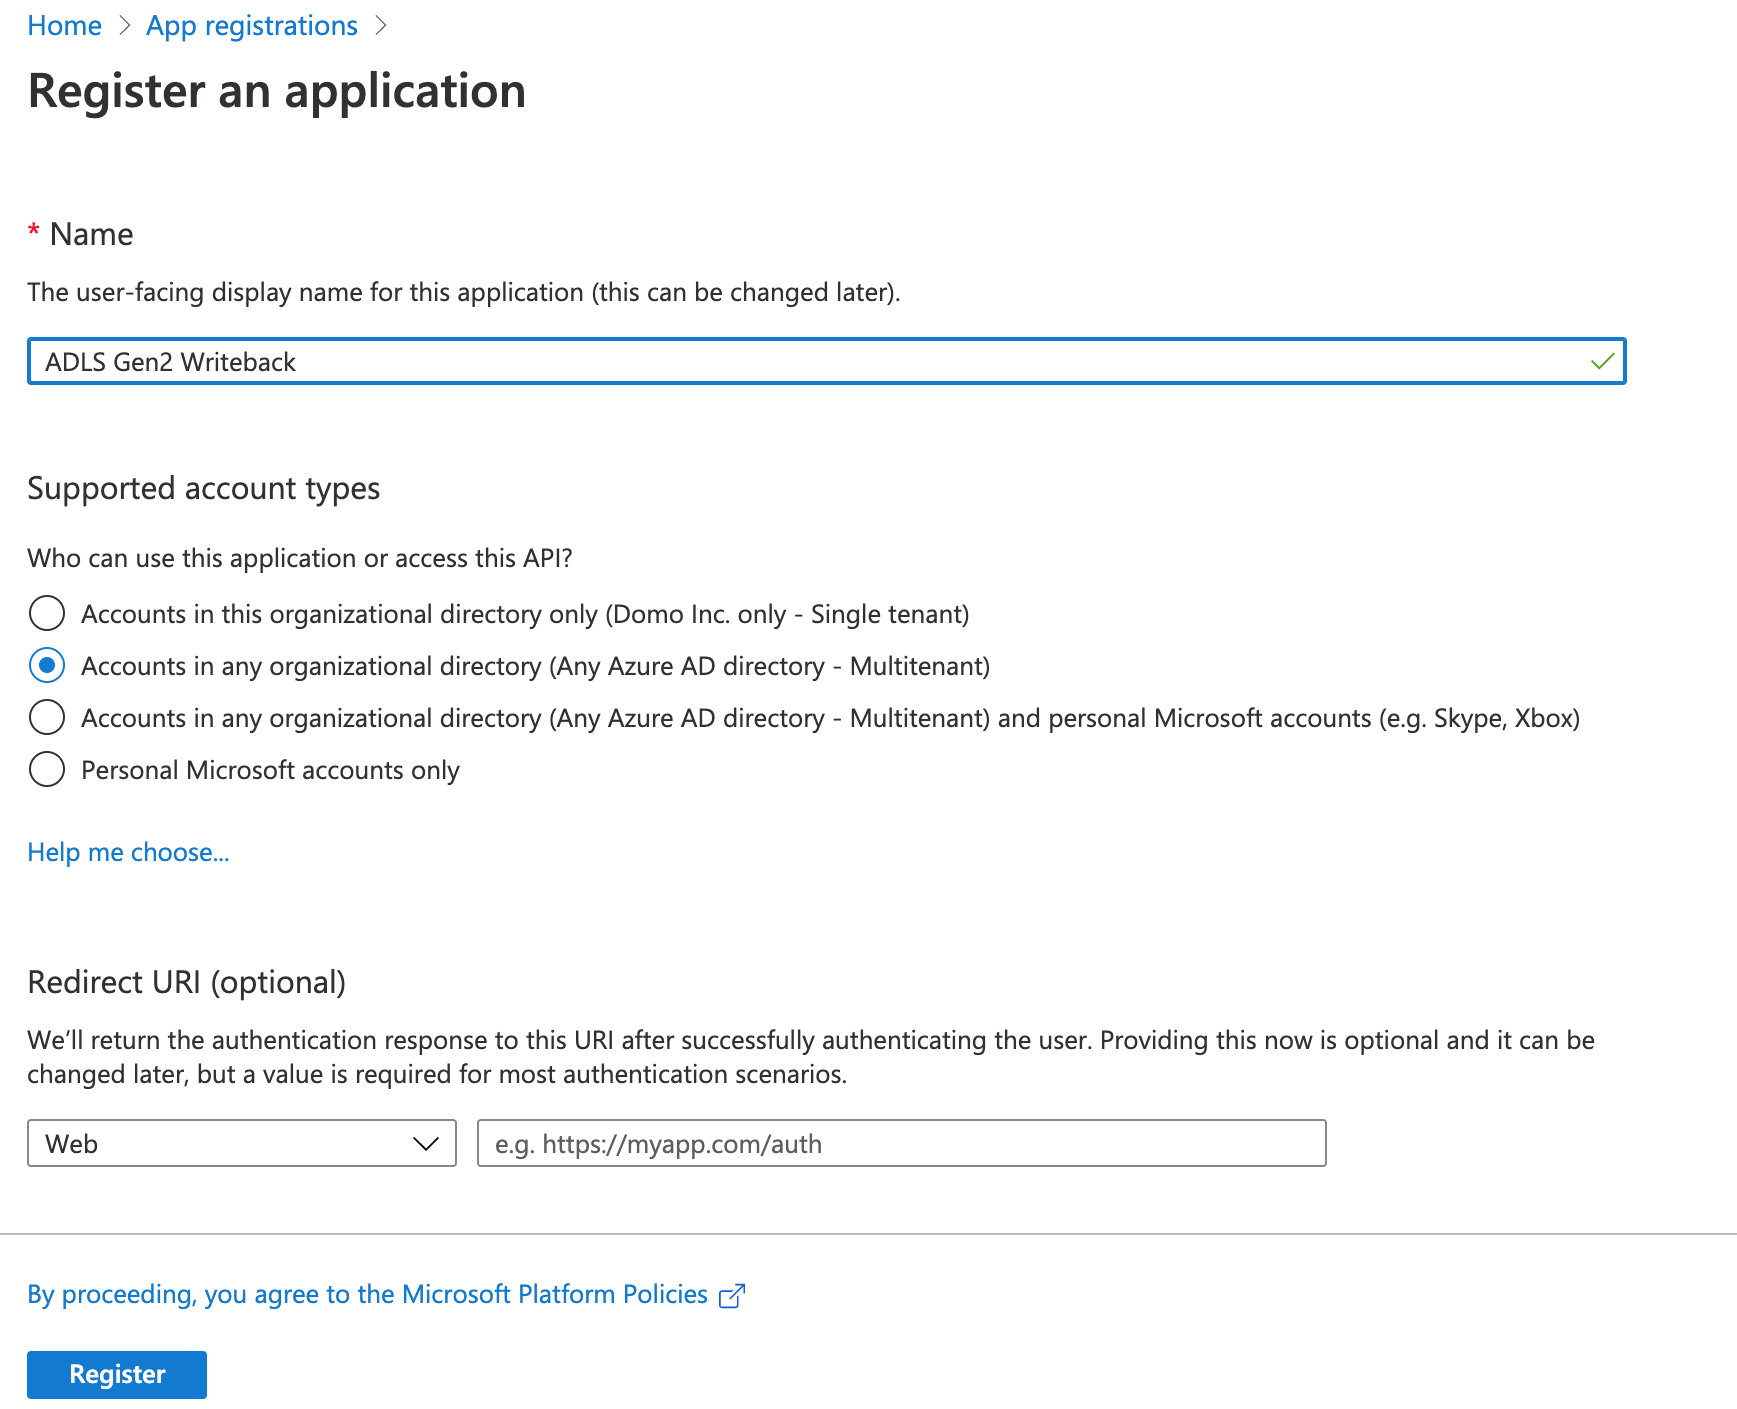 Home > App registrations >
Register an application
* Name
The user-facing display name for this application (this can be changed later).
ADLS Gen2 Writeback
Supported account types
Who can use this application or access this API?
Accounts in this organizational directory only (Domo Inc. only - Single tenant)
Accounts in any organizational directory (Any Azure AD directory - Multitenant)
Accounts in any organizational directory (Any Azure AD directory - Multitenant) and personal Microsoft accounts (e.g. Skype, Xbox)
Personal Microsoft accounts only
Help me choose...
Redirect URI (optional)
We’ll return the authentication response to this URI after successfully authenticating the user. Providing this now is optional and it can be
changed later, but a value is required for most authentication scenarios.
Web e.g. https://myapp.com/auth
By proceeding, you agree to the Microsoft Platform Policies
Register